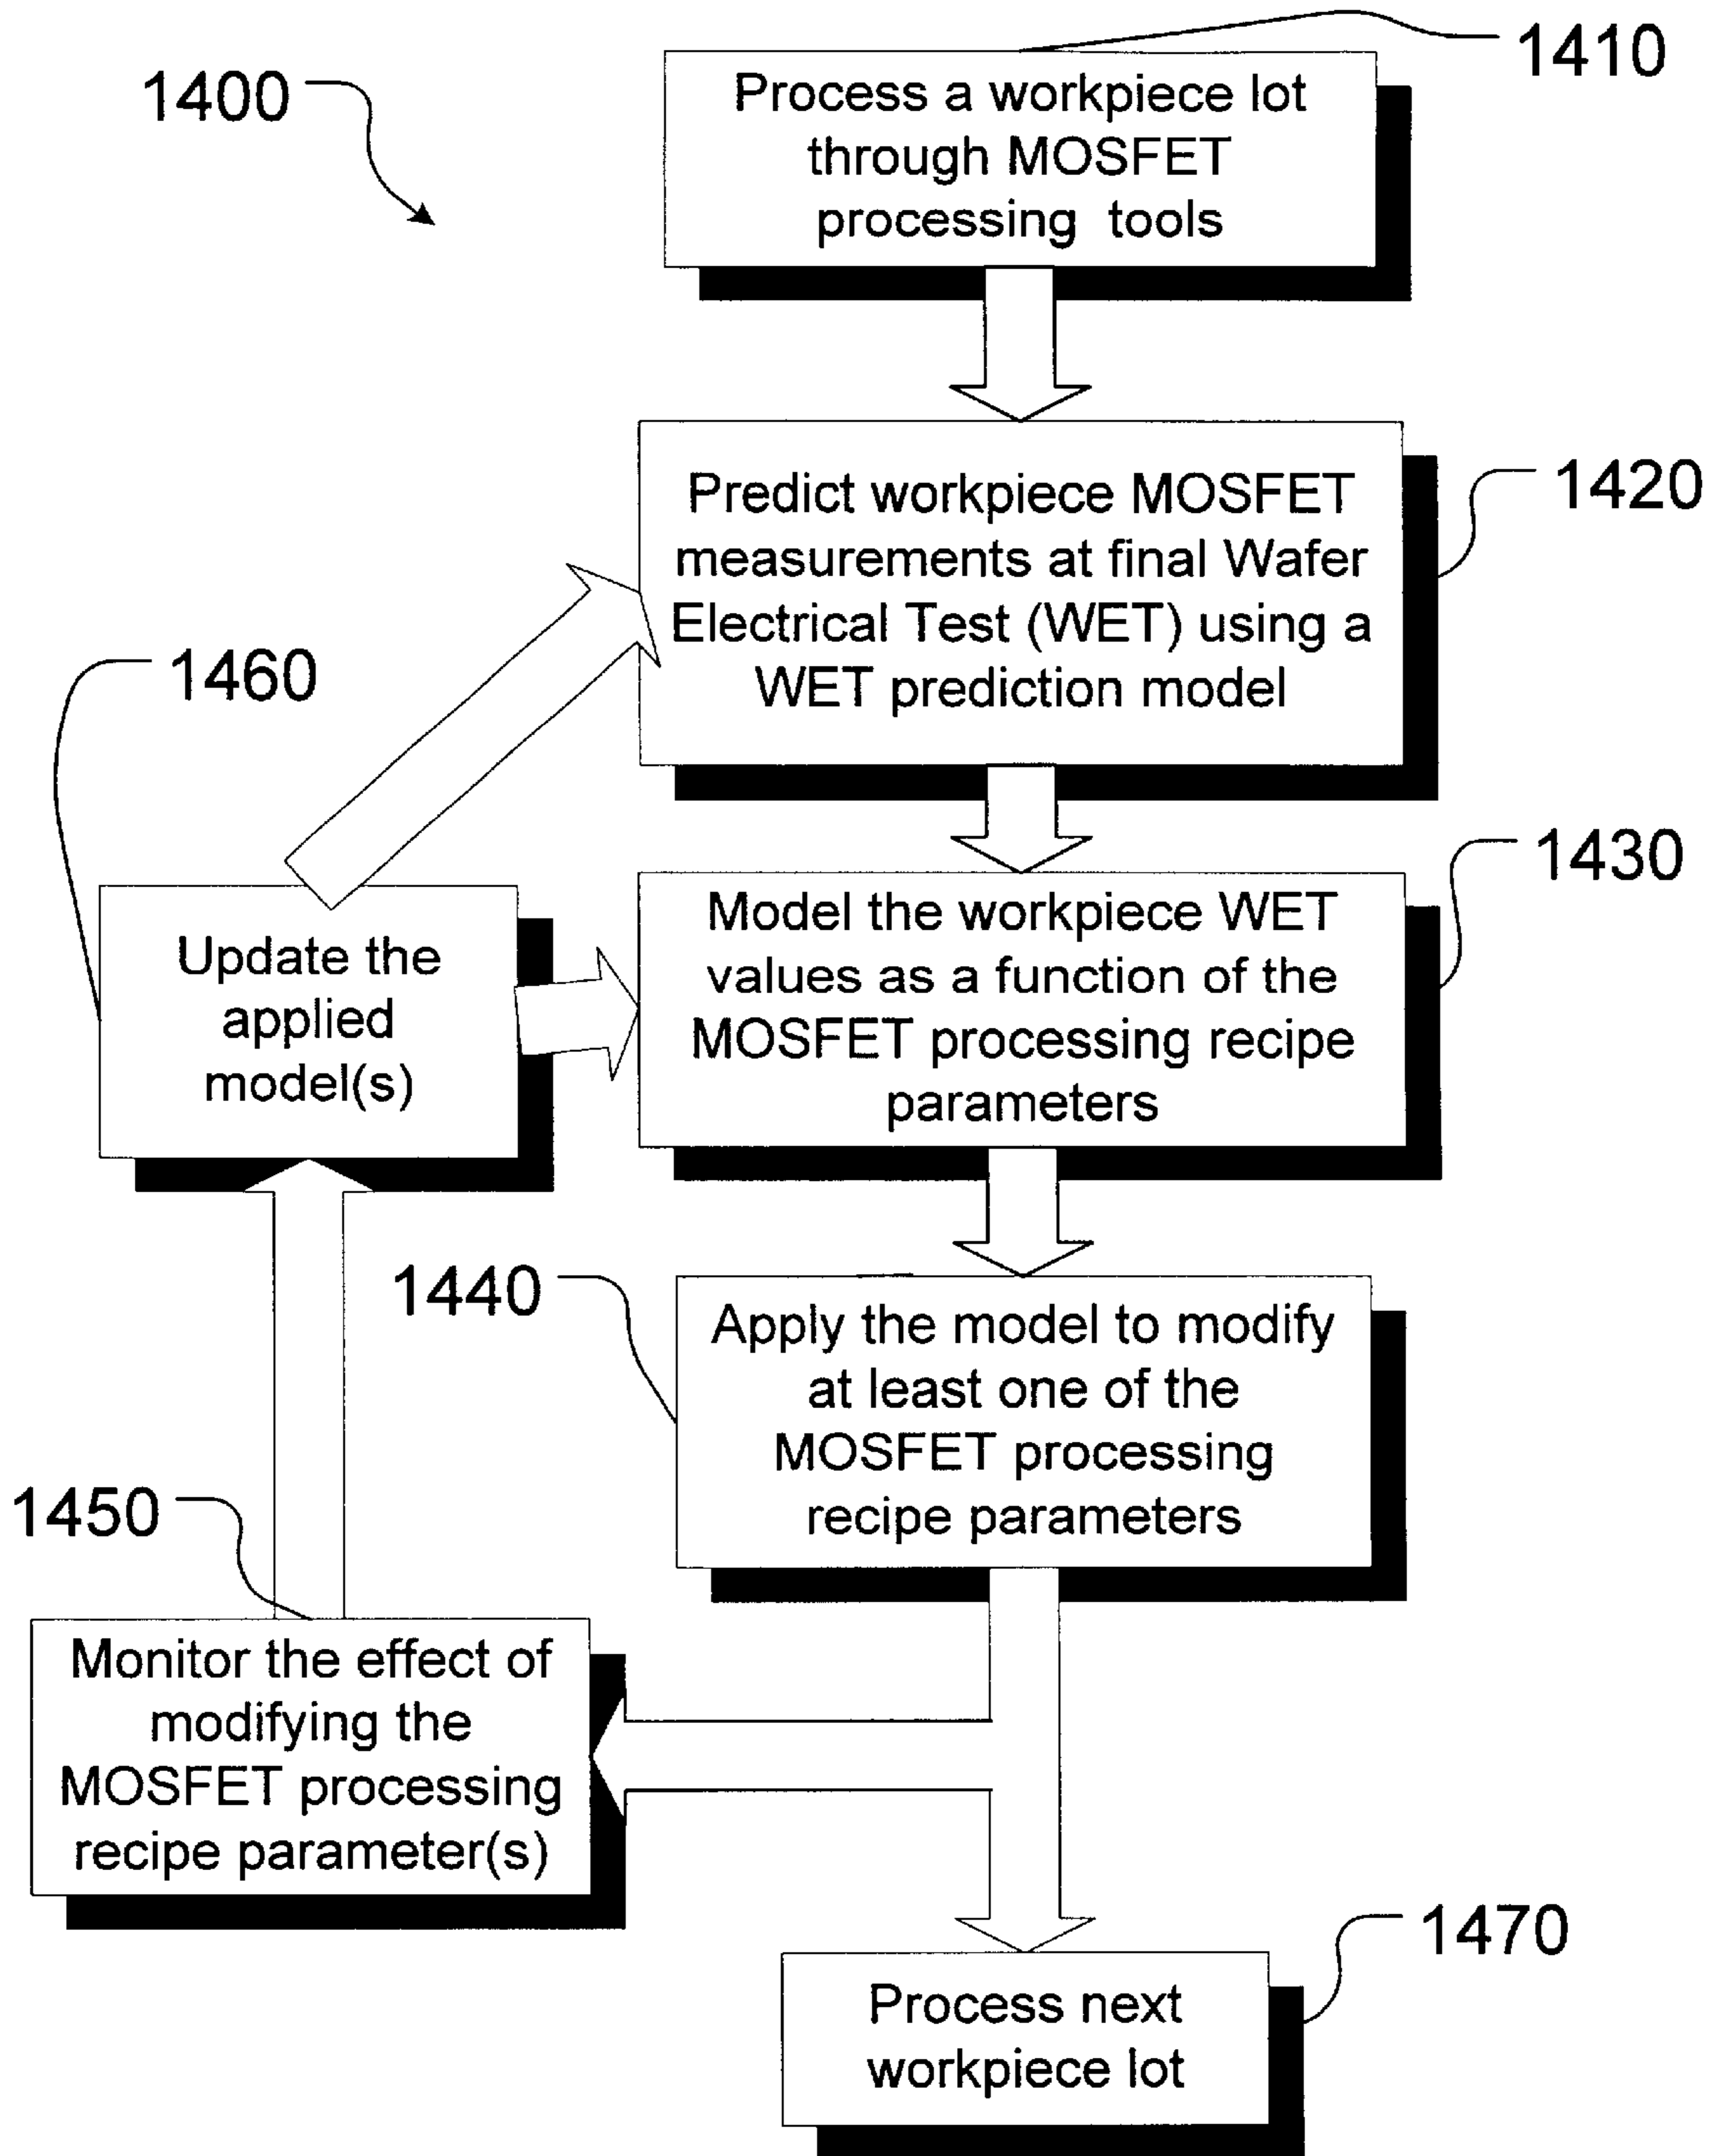 1400
1410
Process a workpiece lot
through MOSFET
processing tools
1420
Predict workpiece MOSFET
measurements at final Wafer
Electrical Test (WET) using a
WET prediction model
1460
Update the
applied
model(s)
1430
Model the workpiece WET
values as a function of the
MOSFET processing recipe
parameters
1440
Apply the model to modify
at least one of the
MOSFET processing
recipe parameters
1450
Monitor the effect of
modifying the
MOSFET processing
recipe parameter(s)
1470
Process next
workpiece lot